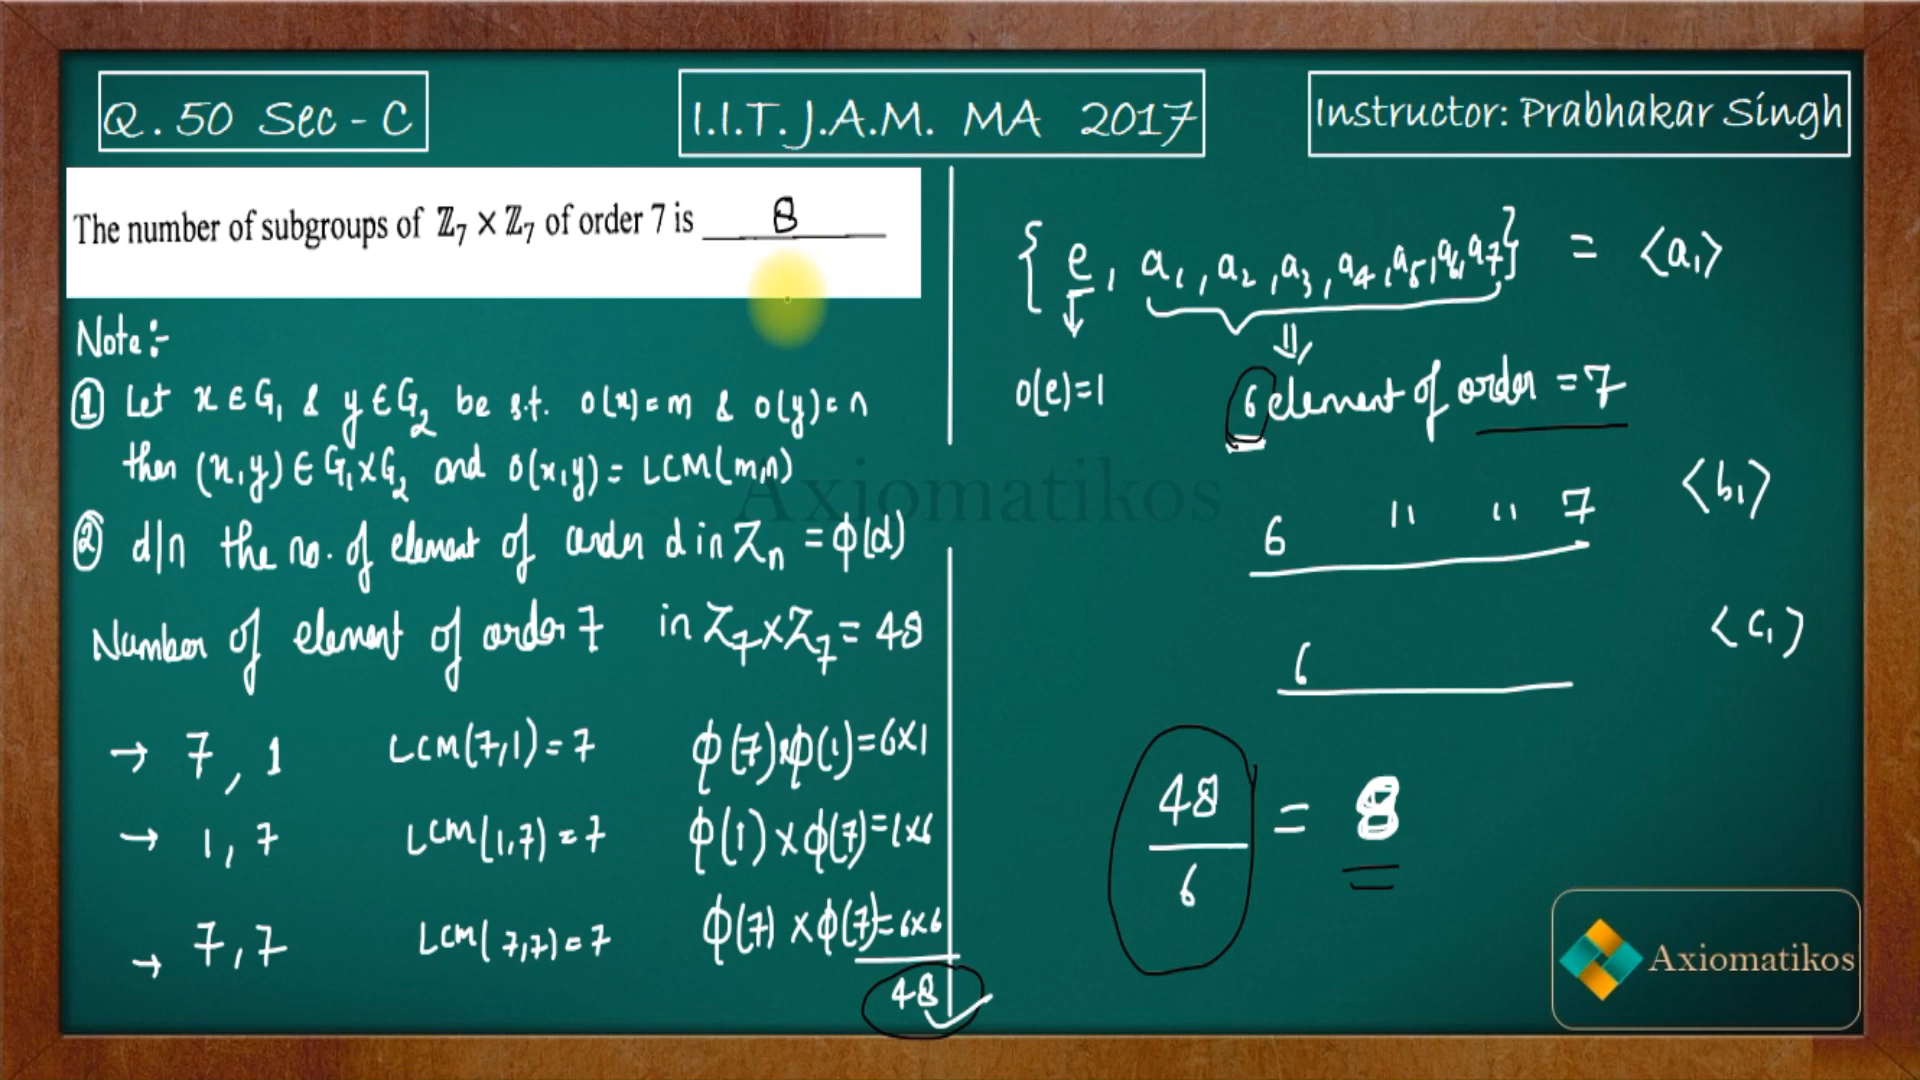 Q. 50 Sec - C
I.I.T. J.A.M. MA 2017
Instructor: Prabhakar Singh
The number of subgroups of ℤ₇ × ℤ₇ of order 7 is 8
Note:-
① Let x ∈ G₁ & y ∈ G₂ be s.t. o(x) = m & o(y) = n
then (x,y) ∈ G₁×G₂ and o(x,y) = LCM(m,n)
② d|n the no. of element of order d in Zₙ = ϕ(d)
Number of element of order 7 in Z₇×Z₇ = 48
→ 7, 1 LCM(7,1) = 7 ϕ(7)×ϕ(1) = 6×1
→ 1, 7 LCM(1,7) = 7 ϕ(1)×ϕ(7) = 1×6
→ 7, 7 LCM(7,7) = 7 ϕ(7)×ϕ(7) = 6×6
48
{e, a₁, a₂, a₃, a₄, a₅, a₆, a₇} = <a₁>
o(e)=1 6 element of order = 7
6 " " 7 <b₁>
6 <c₁>
48/6 = 8
Axiomatikos
Axiomatikos